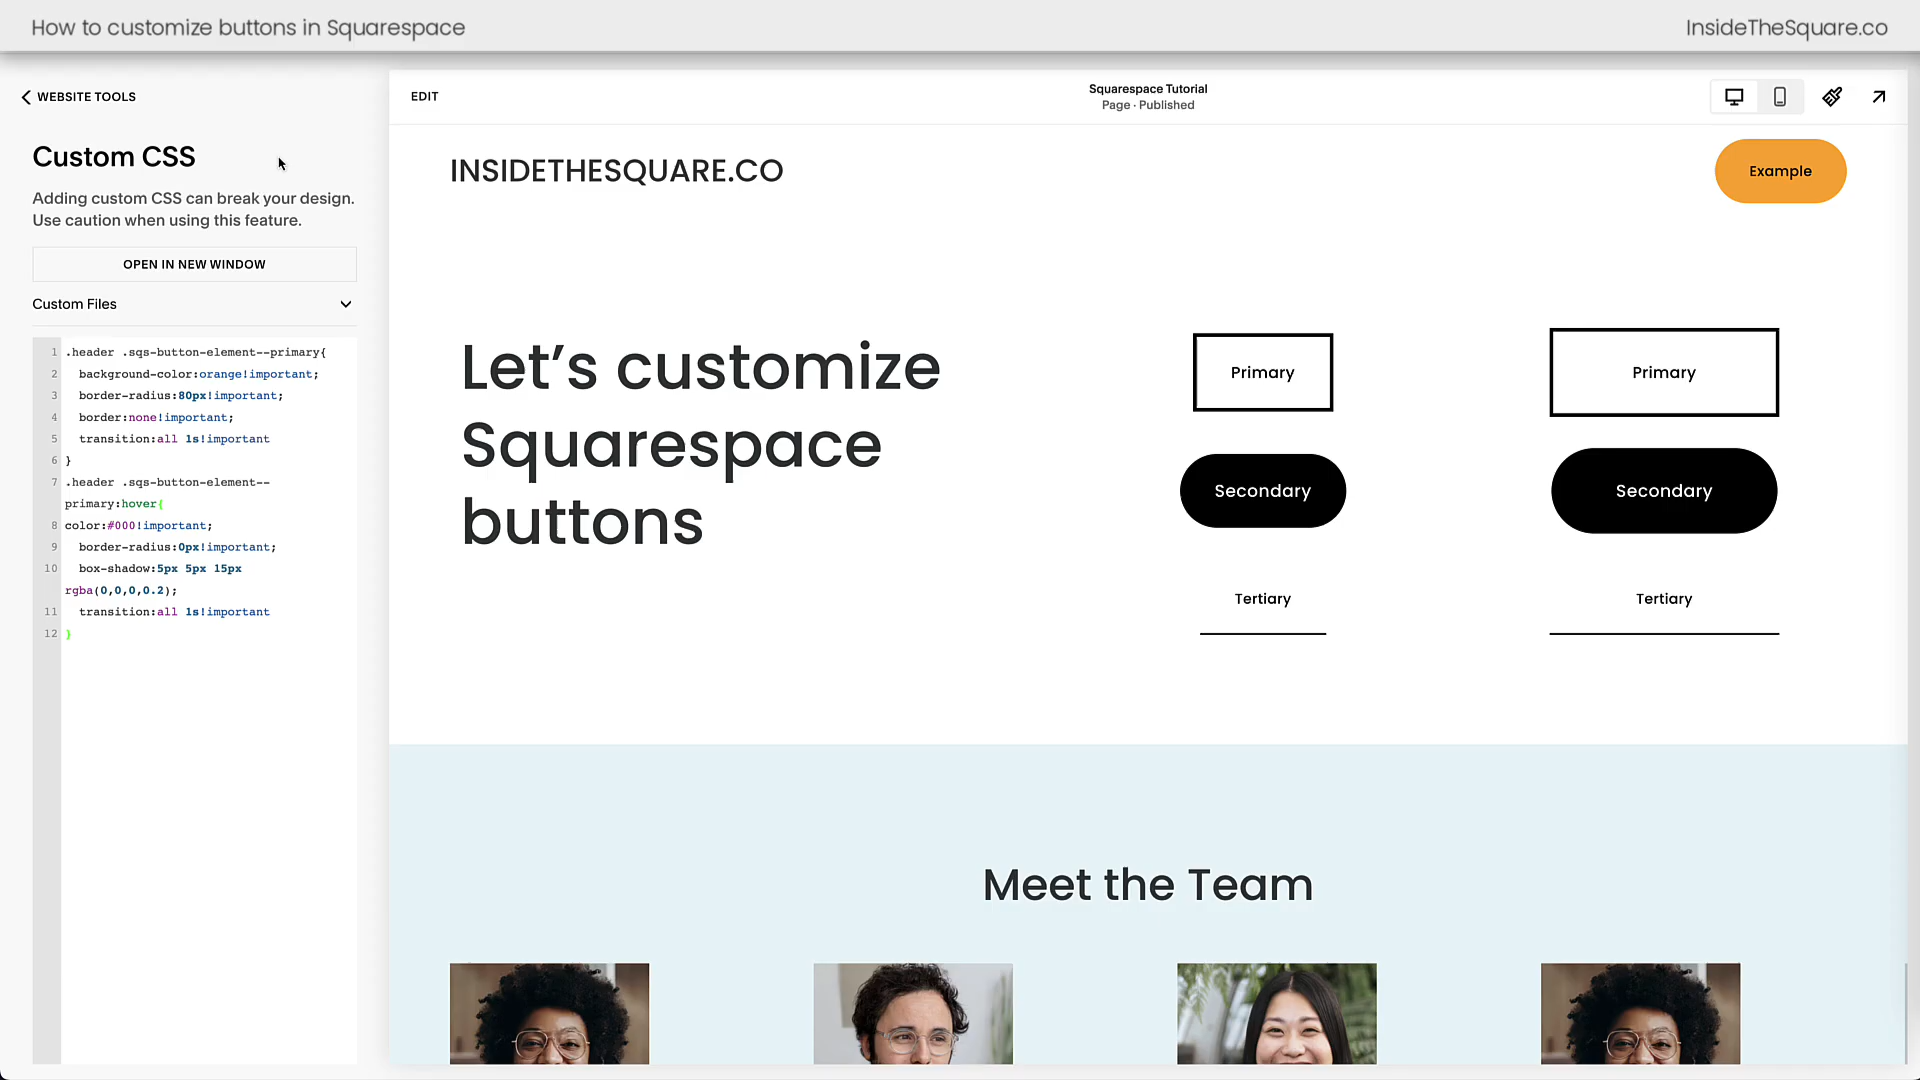 How to customize buttons in Squarespace
InsideTheSquare.co
WEBSITE TOOLS
Custom CSS
Adding custom CSS can break your design.
Use caution when using this feature.
OPEN IN NEW WINDOW
Custom Files
1 .header .sqs-button-element--primary{
2 background-color:orange!important;
3 border-radius:80px!important;
4 border:none!important;
5 transition:all 1s!important
6 }
7 .header .sqs-button-element--
primary:hover{
8 color:#000!important;
9 border-radius:0px!important;
10 box-shadow:5px 5px 15px
rgba(0,0,0,0.2);
11 transition:all 1s!important
12 }
EDIT
Squarespace Tutorial
Page · Published
INSIDETHESQUARE.CO
Example
Let’s customize
Squarespace
buttons
Primary
Primary
Secondary
Secondary
Tertiary
Tertiary
Meet the Team